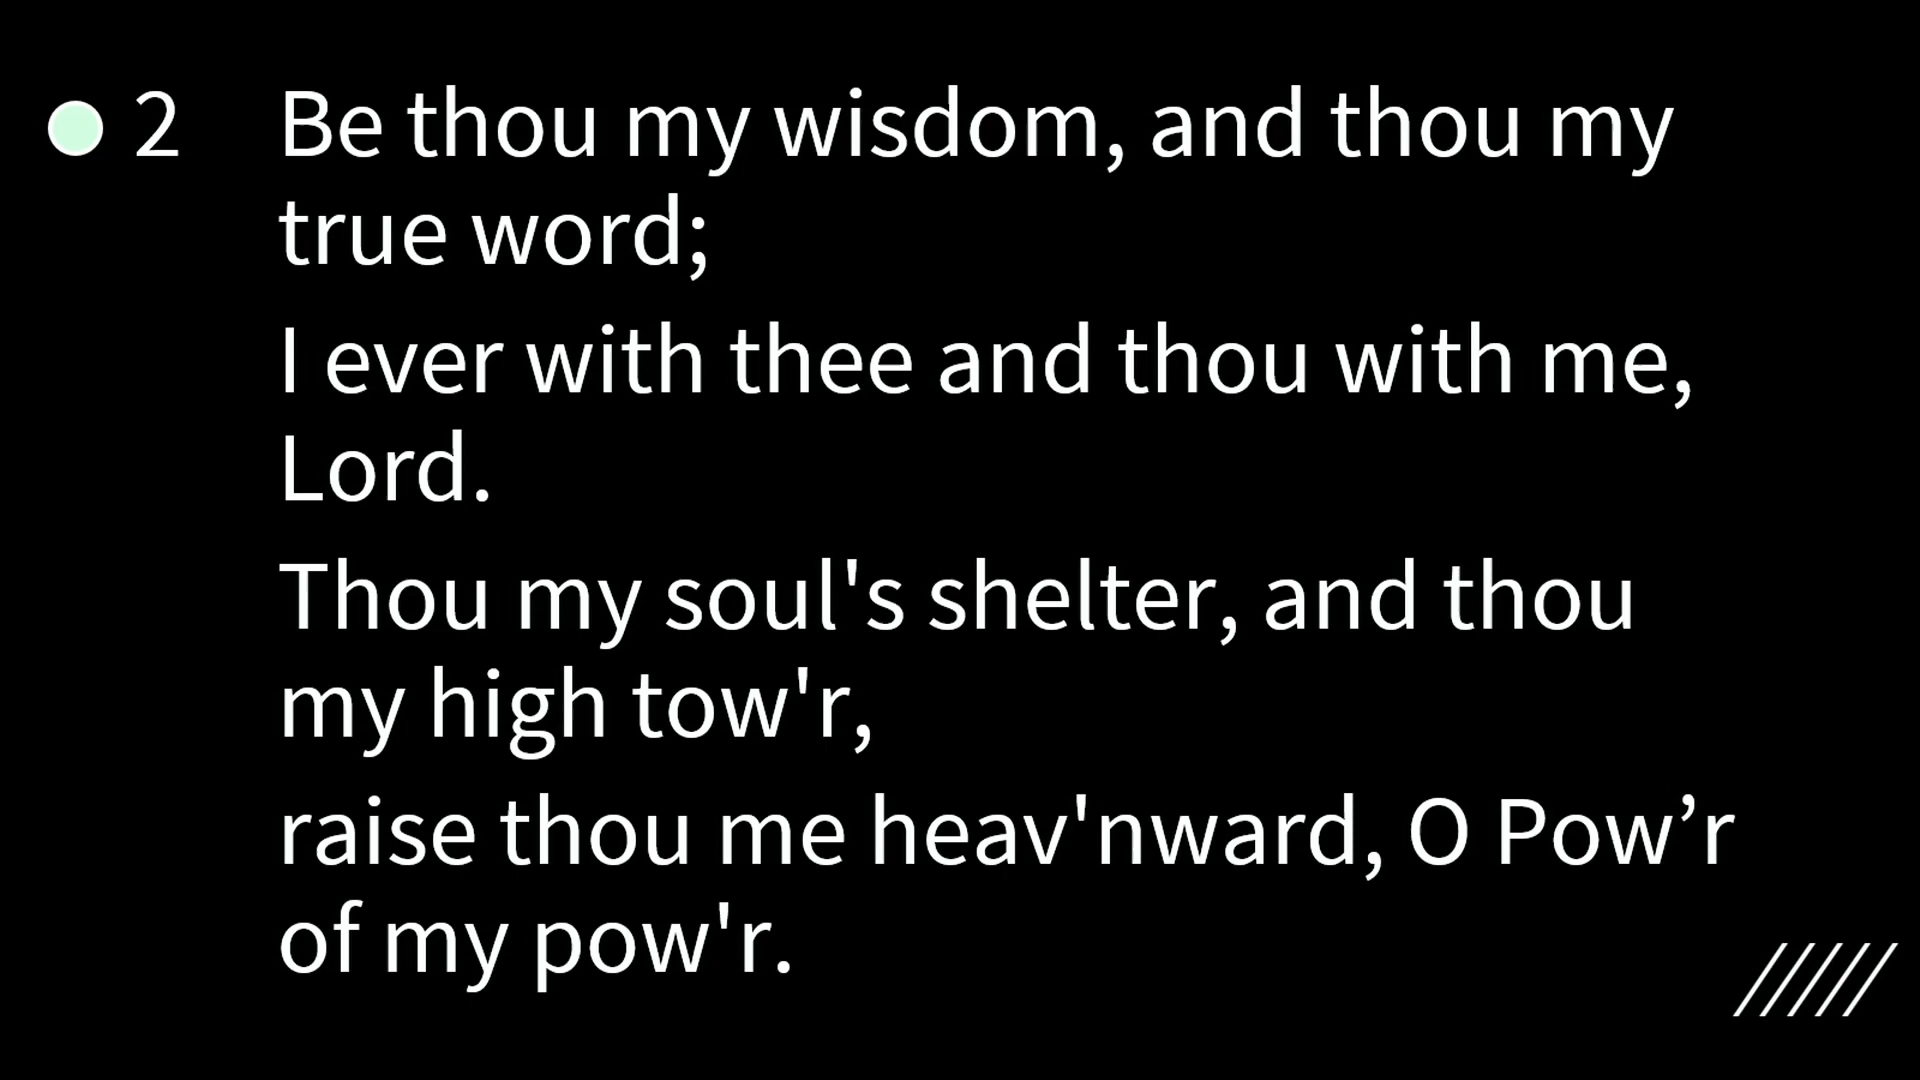 2 Be thou my wisdom, and thou my
true word;
I ever with thee and thou with me,
Lord.
Thou my soul's shelter, and thou
my high tow'r,
raise thou me heav'nward, O Pow’r
of my pow'r.